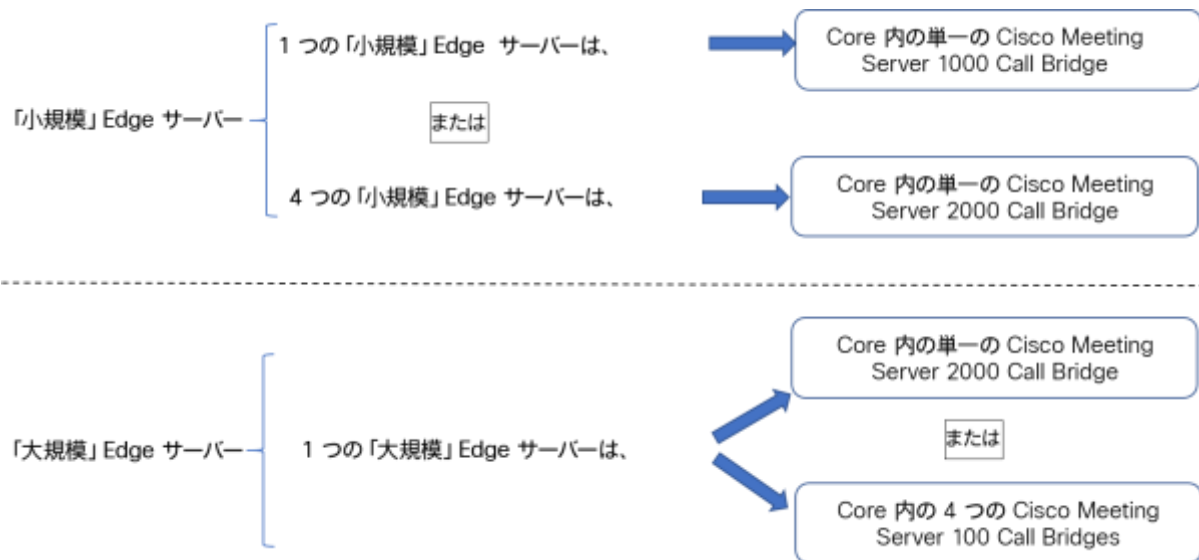 1 つの「小規模」Edge サーバーは、
Core 内の単一の Cisco Meeting
Server 1000 Call Bridge
「小規模」Edge サーバー
または
4 つの「小規模」Edge サーバーは、
Core 内の単一の Cisco Meeting
Server 2000 Call Bridge
Core 内の単一の Cisco Meeting
Server 2000 Call Bridge
「大規模」Edge サーバー
1 つの「大規模」Edge サーバーは、
または
Core 内の 4 つの Cisco Meeting
Server 100 Call Bridges